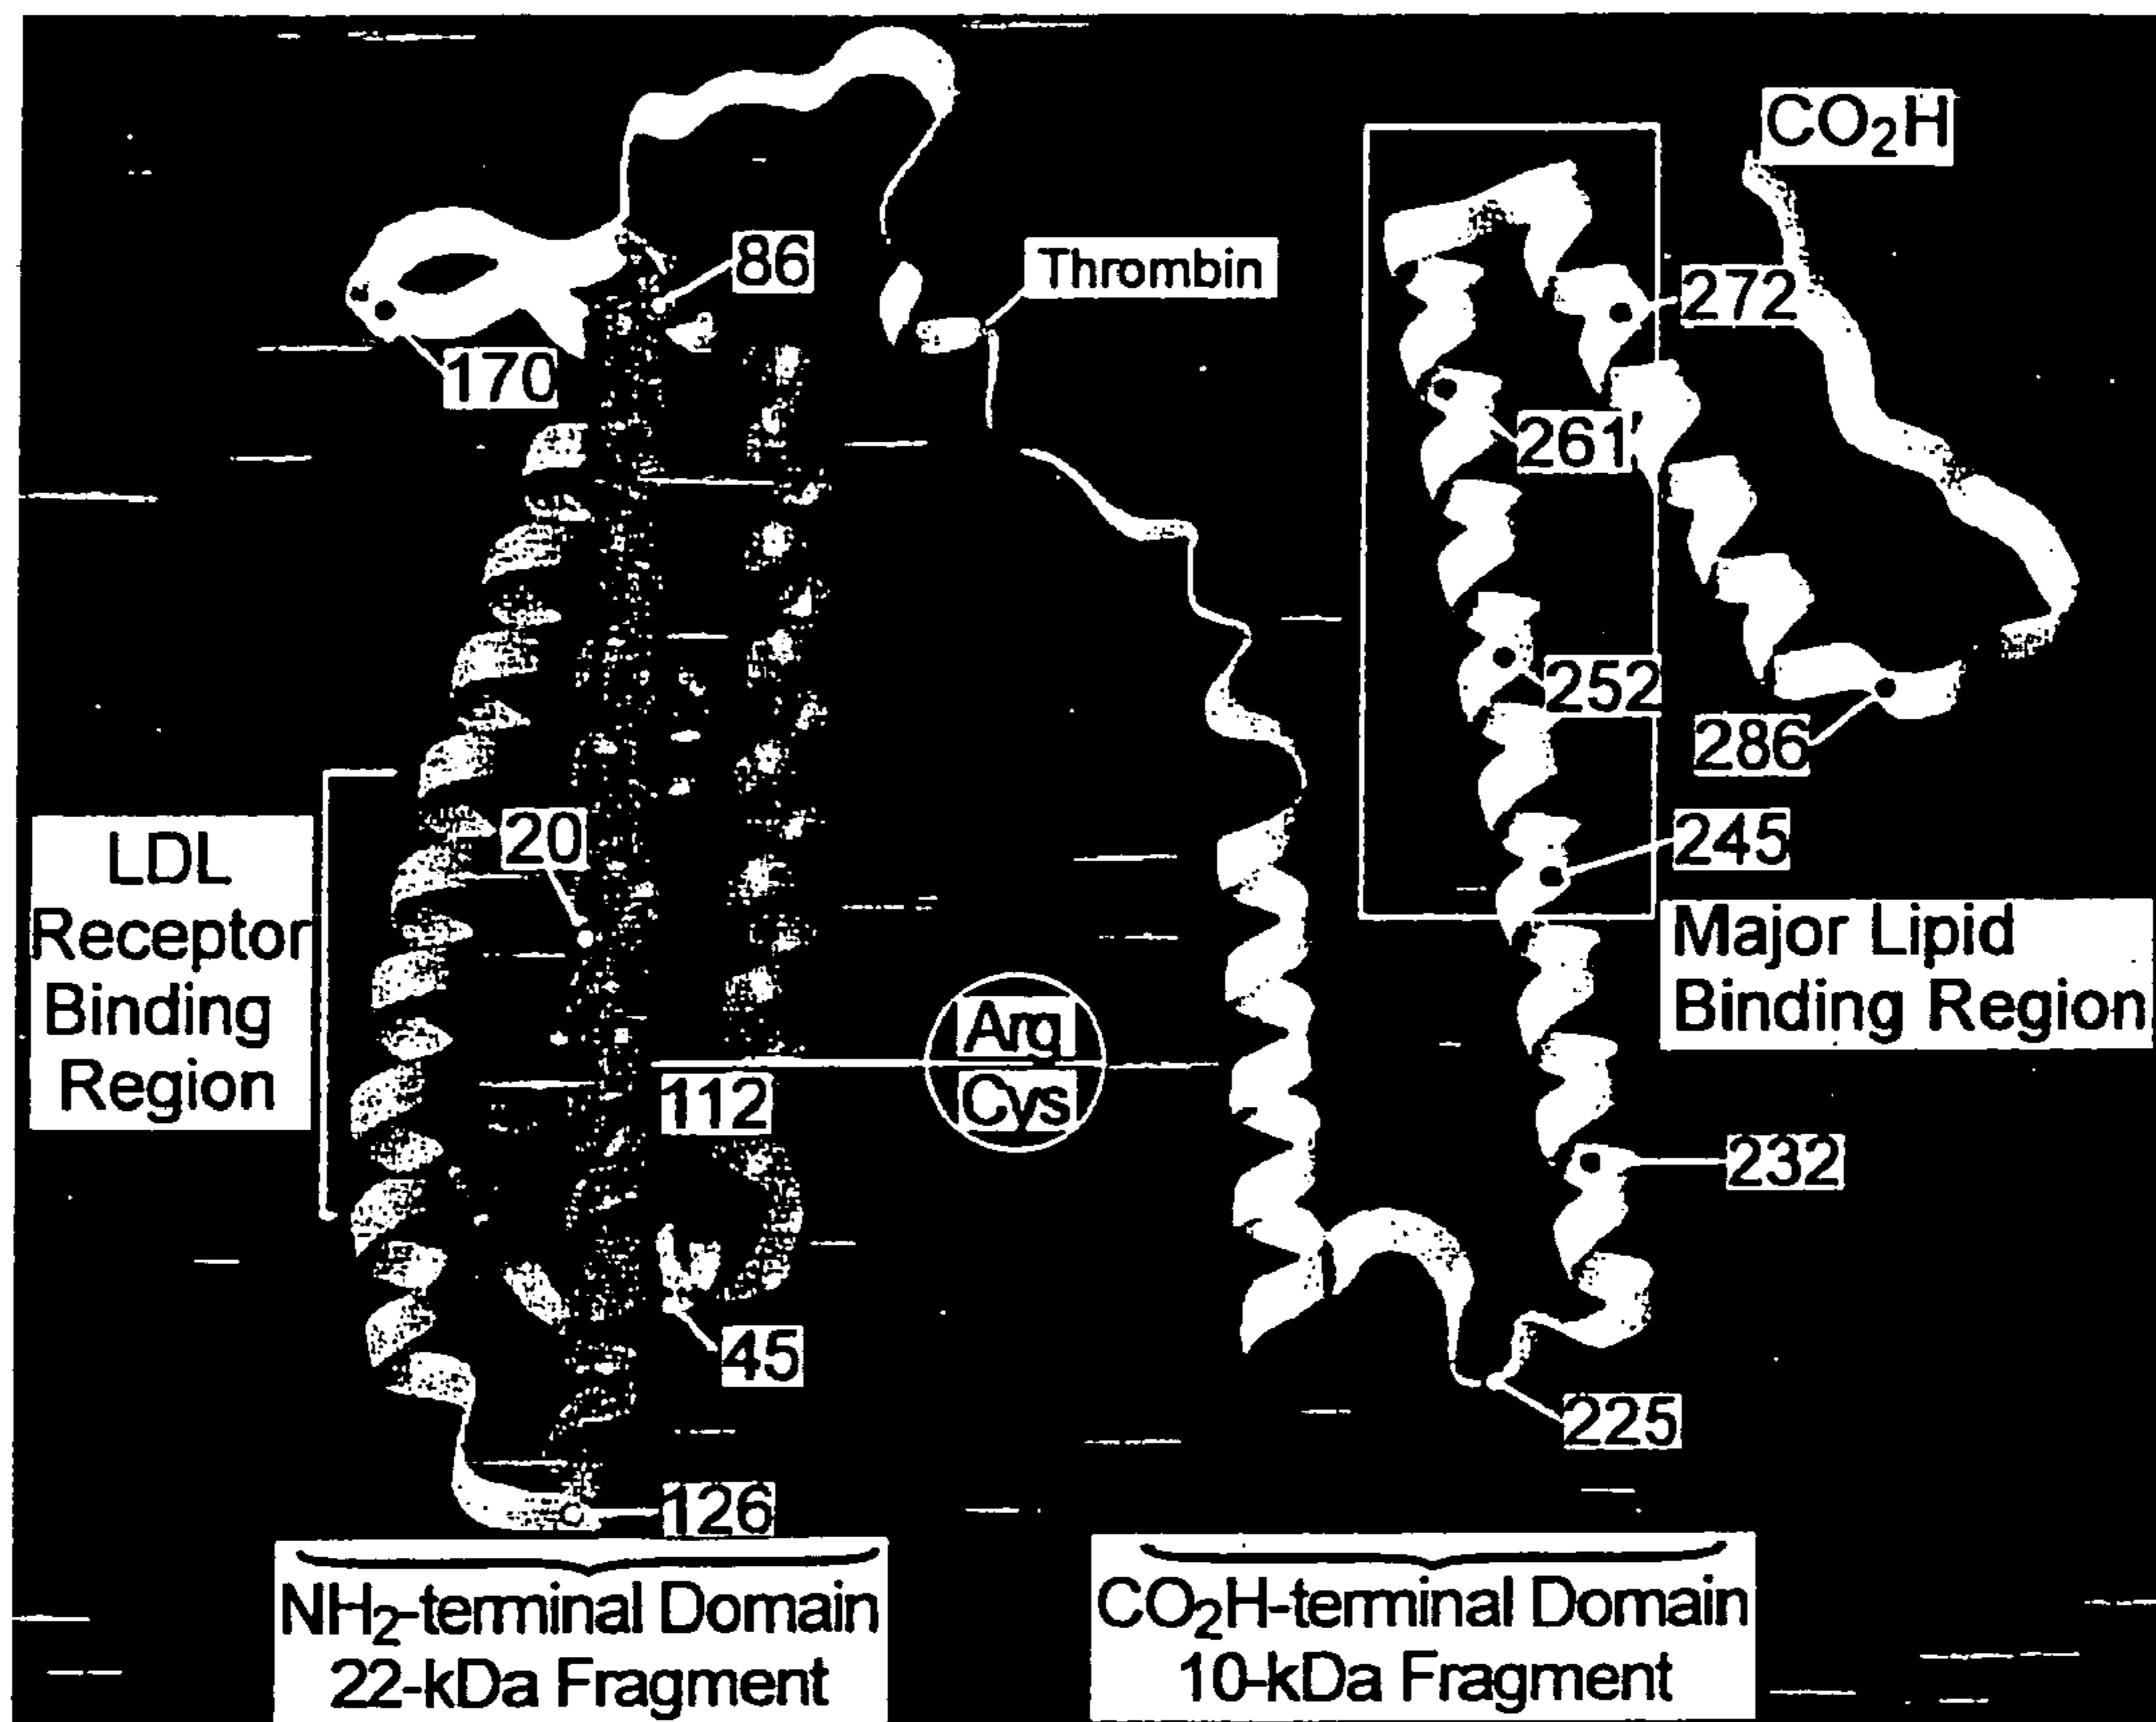 CO₂H
86
Thrombin
272
170
261
252
286
20
245
LDL
Receptor
Binding
Region
Major Lipid
Binding Region
Arg
Cys
112
232
45
225
126
NH₂-terminal Domain
22-kDa Fragment
CO₂H-terminal Domain
10-kDa Fragment